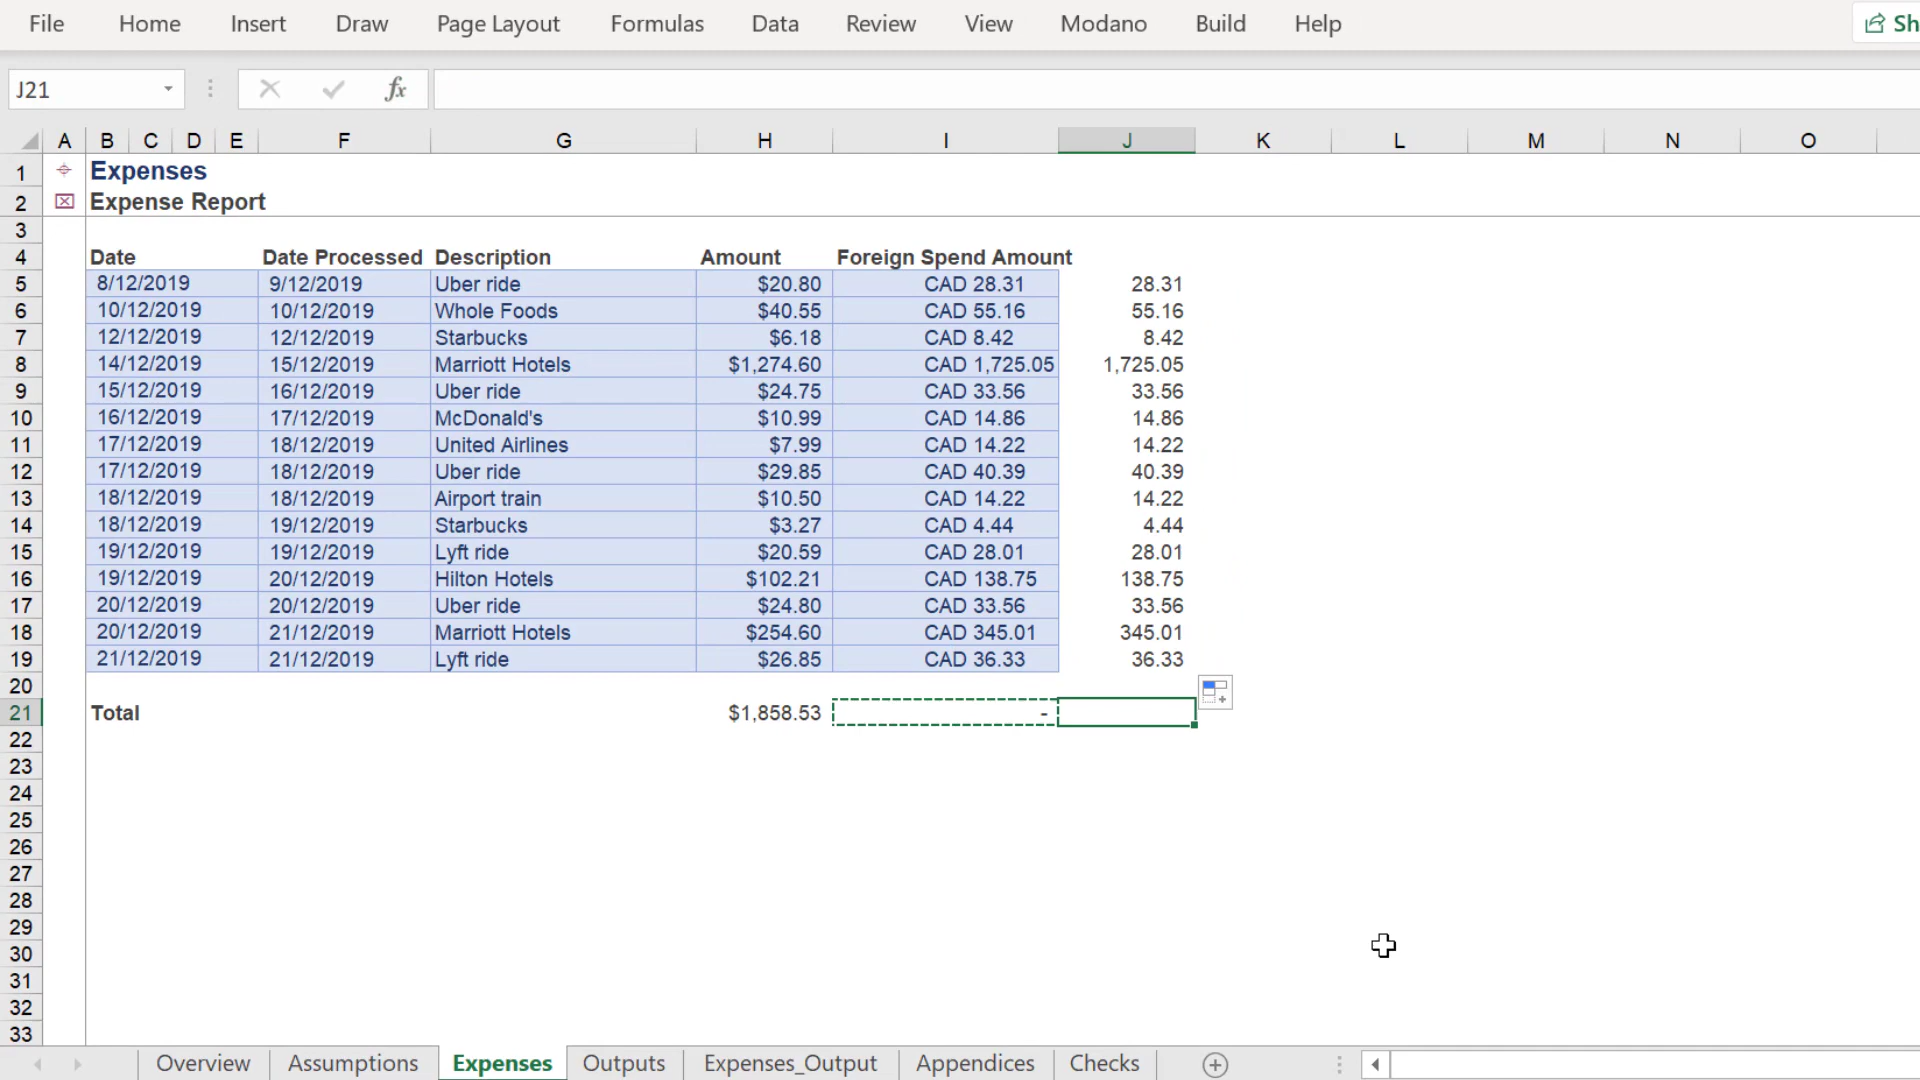 File Home Insert Draw Page Layout Formulas Data Review View Modano Build Help Sh
J21 fx
A B C D E F G H I J K L M N O
1 Expenses
2 Expense Report
3
4 Date Date Processed Description Amount Foreign Spend Amount
5 8/12/2019 9/12/2019 Uber ride $20.80 CAD 28.31 28.31
6 10/12/2019 10/12/2019 Whole Foods $40.55 CAD 55.16 55.16
7 12/12/2019 12/12/2019 Starbucks $6.18 CAD 8.42 8.42
8 14/12/2019 15/12/2019 Marriott Hotels $1,274.60 CAD 1,725.05 1,725.05
9 15/12/2019 16/12/2019 Uber ride $24.75 CAD 33.56 33.56
10 16/12/2019 17/12/2019 McDonald's $10.99 CAD 14.86 14.86
11 17/12/2019 18/12/2019 United Airlines $7.99 CAD 14.22 14.22
12 17/12/2019 18/12/2019 Uber ride $29.85 CAD 40.39 40.39
13 18/12/2019 18/12/2019 Airport train $10.50 CAD 14.22 14.22
14 18/12/2019 19/12/2019 Starbucks $3.27 CAD 4.44 4.44
15 19/12/2019 19/12/2019 Lyft ride $20.59 CAD 28.01 28.01
16 19/12/2019 20/12/2019 Hilton Hotels $102.21 CAD 138.75 138.75
17 20/12/2019 20/12/2019 Uber ride $24.80 CAD 33.56 33.56
18 20/12/2019 21/12/2019 Marriott Hotels $254.60 CAD 345.01 345.01
19 21/12/2019 21/12/2019 Lyft ride $26.85 CAD 36.33 36.33
20
21 Total $1,858.53 -
22
23
24
25
26
27
28
29
30
31
32
33
Overview Assumptions Expenses Outputs Expenses_Output Appendices Checks